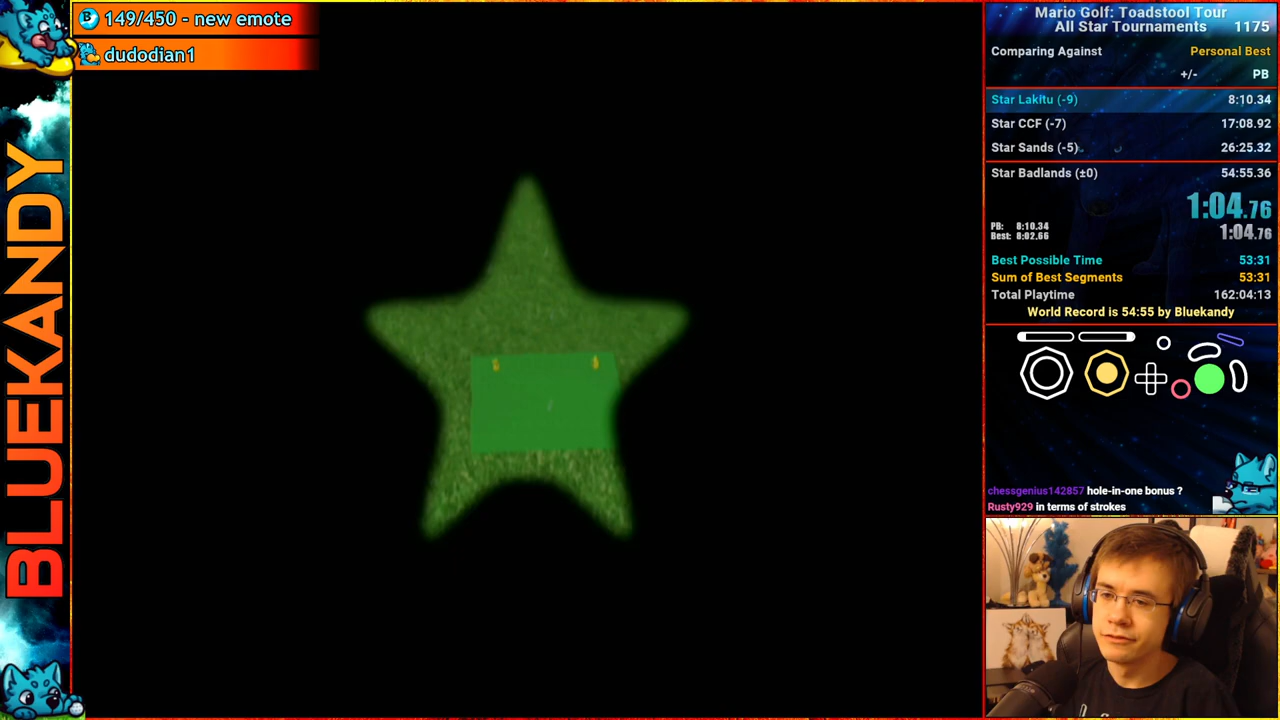 149/450 - new emote
dudodian1
BLUEKANDY
Mario Golf: Toadstool Tour
All Star Tournaments 1175
Comparing Against Personal Best
+/- PB
Star Lakitu (-9) 8:10.34
Star CCF (-7) 17:08.92
Star Sands (-5) 26:25.32
Star Badlands (±0) 54:55.36
1:04.76
PB: 8:10.34
Best: 8:02.66
1:04.76
Best Possible Time 53:31
Sum of Best Segments 53:31
Total Playtime 162:04:13
World Record is 54:55 by Bluekandy
chessgenius142857 hole-in-one bonus ?
Rusty929 in terms of strokes